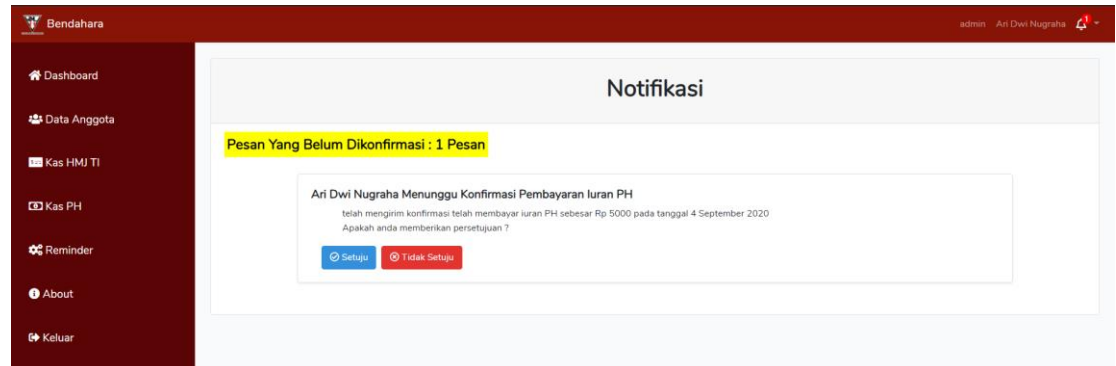 Bendahara
admin Ari Dwi Nugraha 1
Dashboard
Data Anggota
Kas HMJ TI
Kas PH
Reminder
About
Keluar
Notifikasi
Pesan Yang Belum Dikonfirmasi : 1 Pesan
Ari Dwi Nugraha Menunggu Konfirmasi Pembayaran Iuran PH
telah mengirim konfirmasi telah membayar iuran PH sebesar Rp 5000 pada tanggal 4 September 2020
Apakah anda memberikan persetujuan ?
Setuju Tidak Setuju